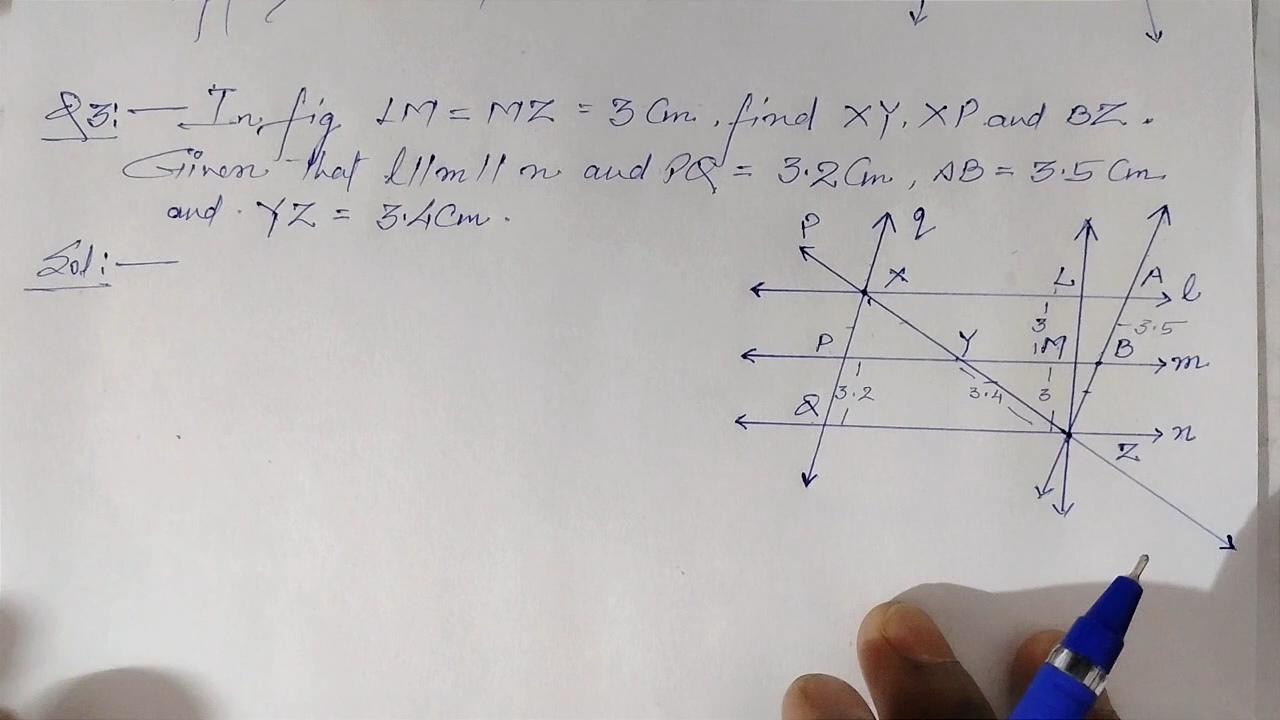 Q3:— In fig LM = MZ = 3 Cm, find XY, XP and BZ.
Given that l || m || n and PQ = 3.2 Cm, AB = 3.5 Cm
and YZ = 3.4 Cm.
Sol:—
P
q
X
L
A
l
3
3.5
P
Y
M
B
m
3.2
3.4
3
Q
n
Z